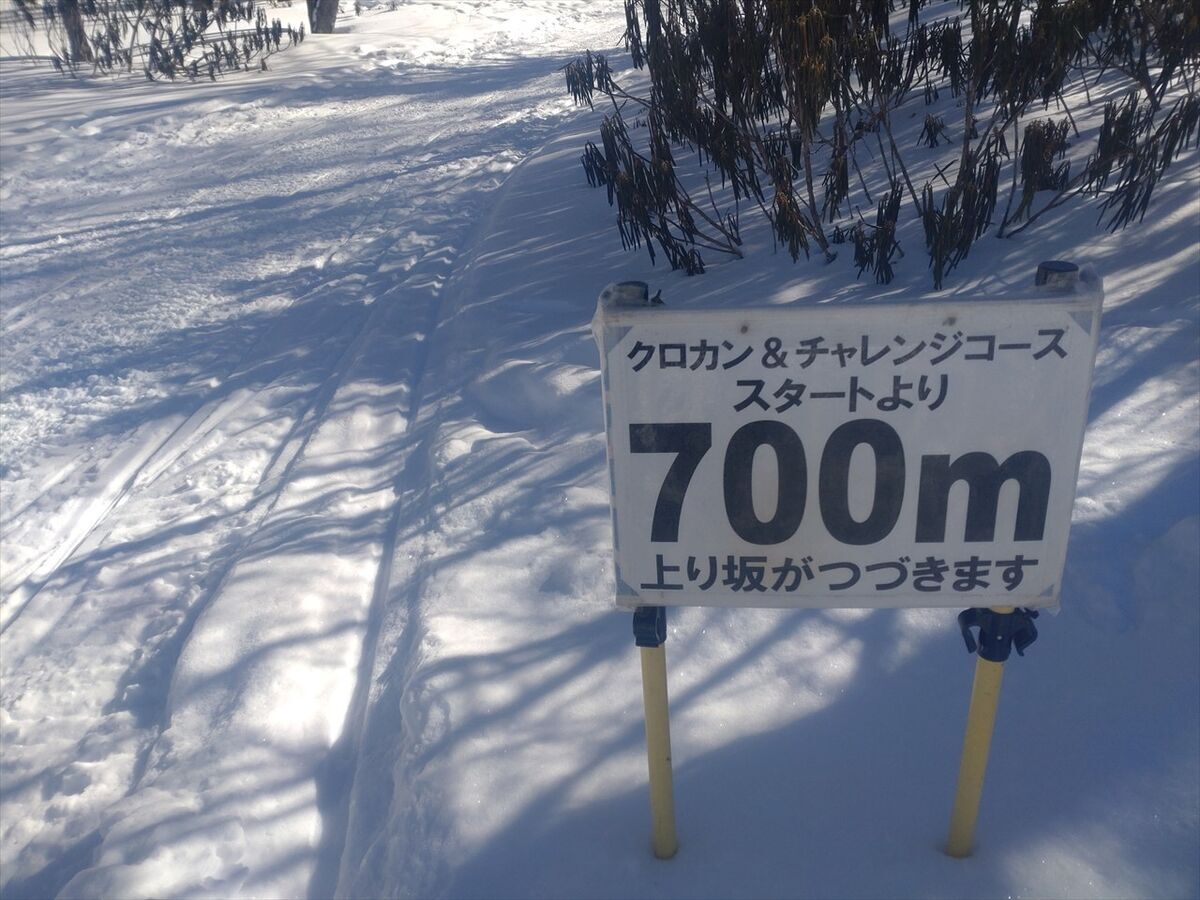 クロカン&チャレンジコース
スタートより
700m
上り坂がつづきます